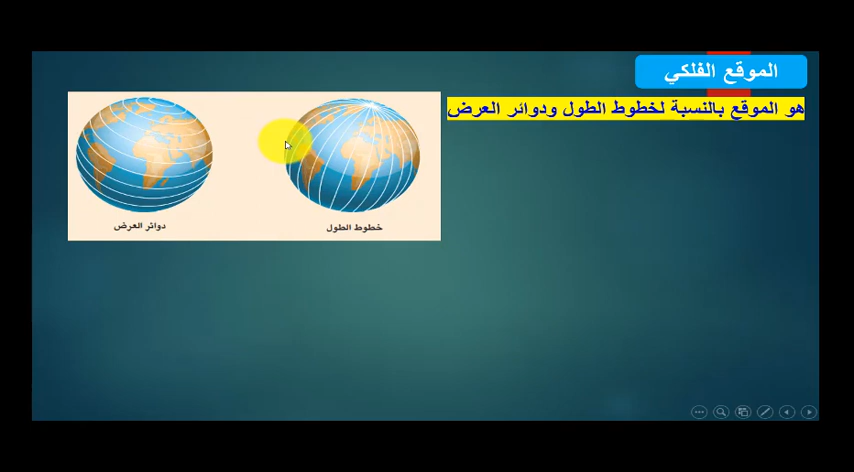 الموقع الفلكي
هو الموقع بالنسبة لخطوط الطول ودوائر العرض
خطوط الطول
دوائر العرض